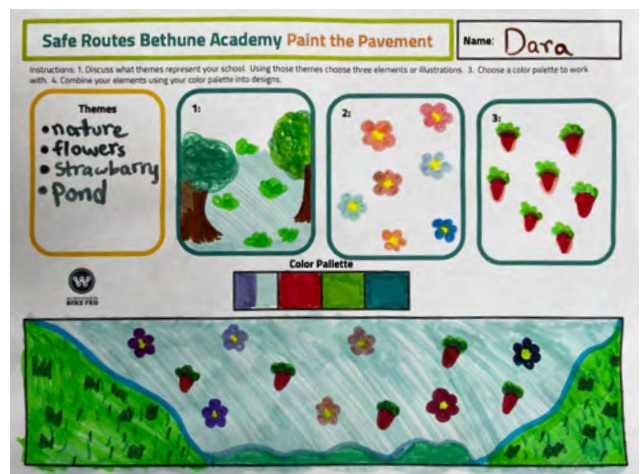 Safe Routes Bethune Academy Paint the Pavement
Name: Dara
Instructions: 1. Discuss what themes represent your school. Using those themes choose three elements or illustrations. 3. Choose a color palette to work
with. 4. Combine your elements using your color palette into designs.
Themes
• nature
• flowers
• Strawbarry
• Pond
1:
2:
3:
Color Pallette
W
BIKE FED